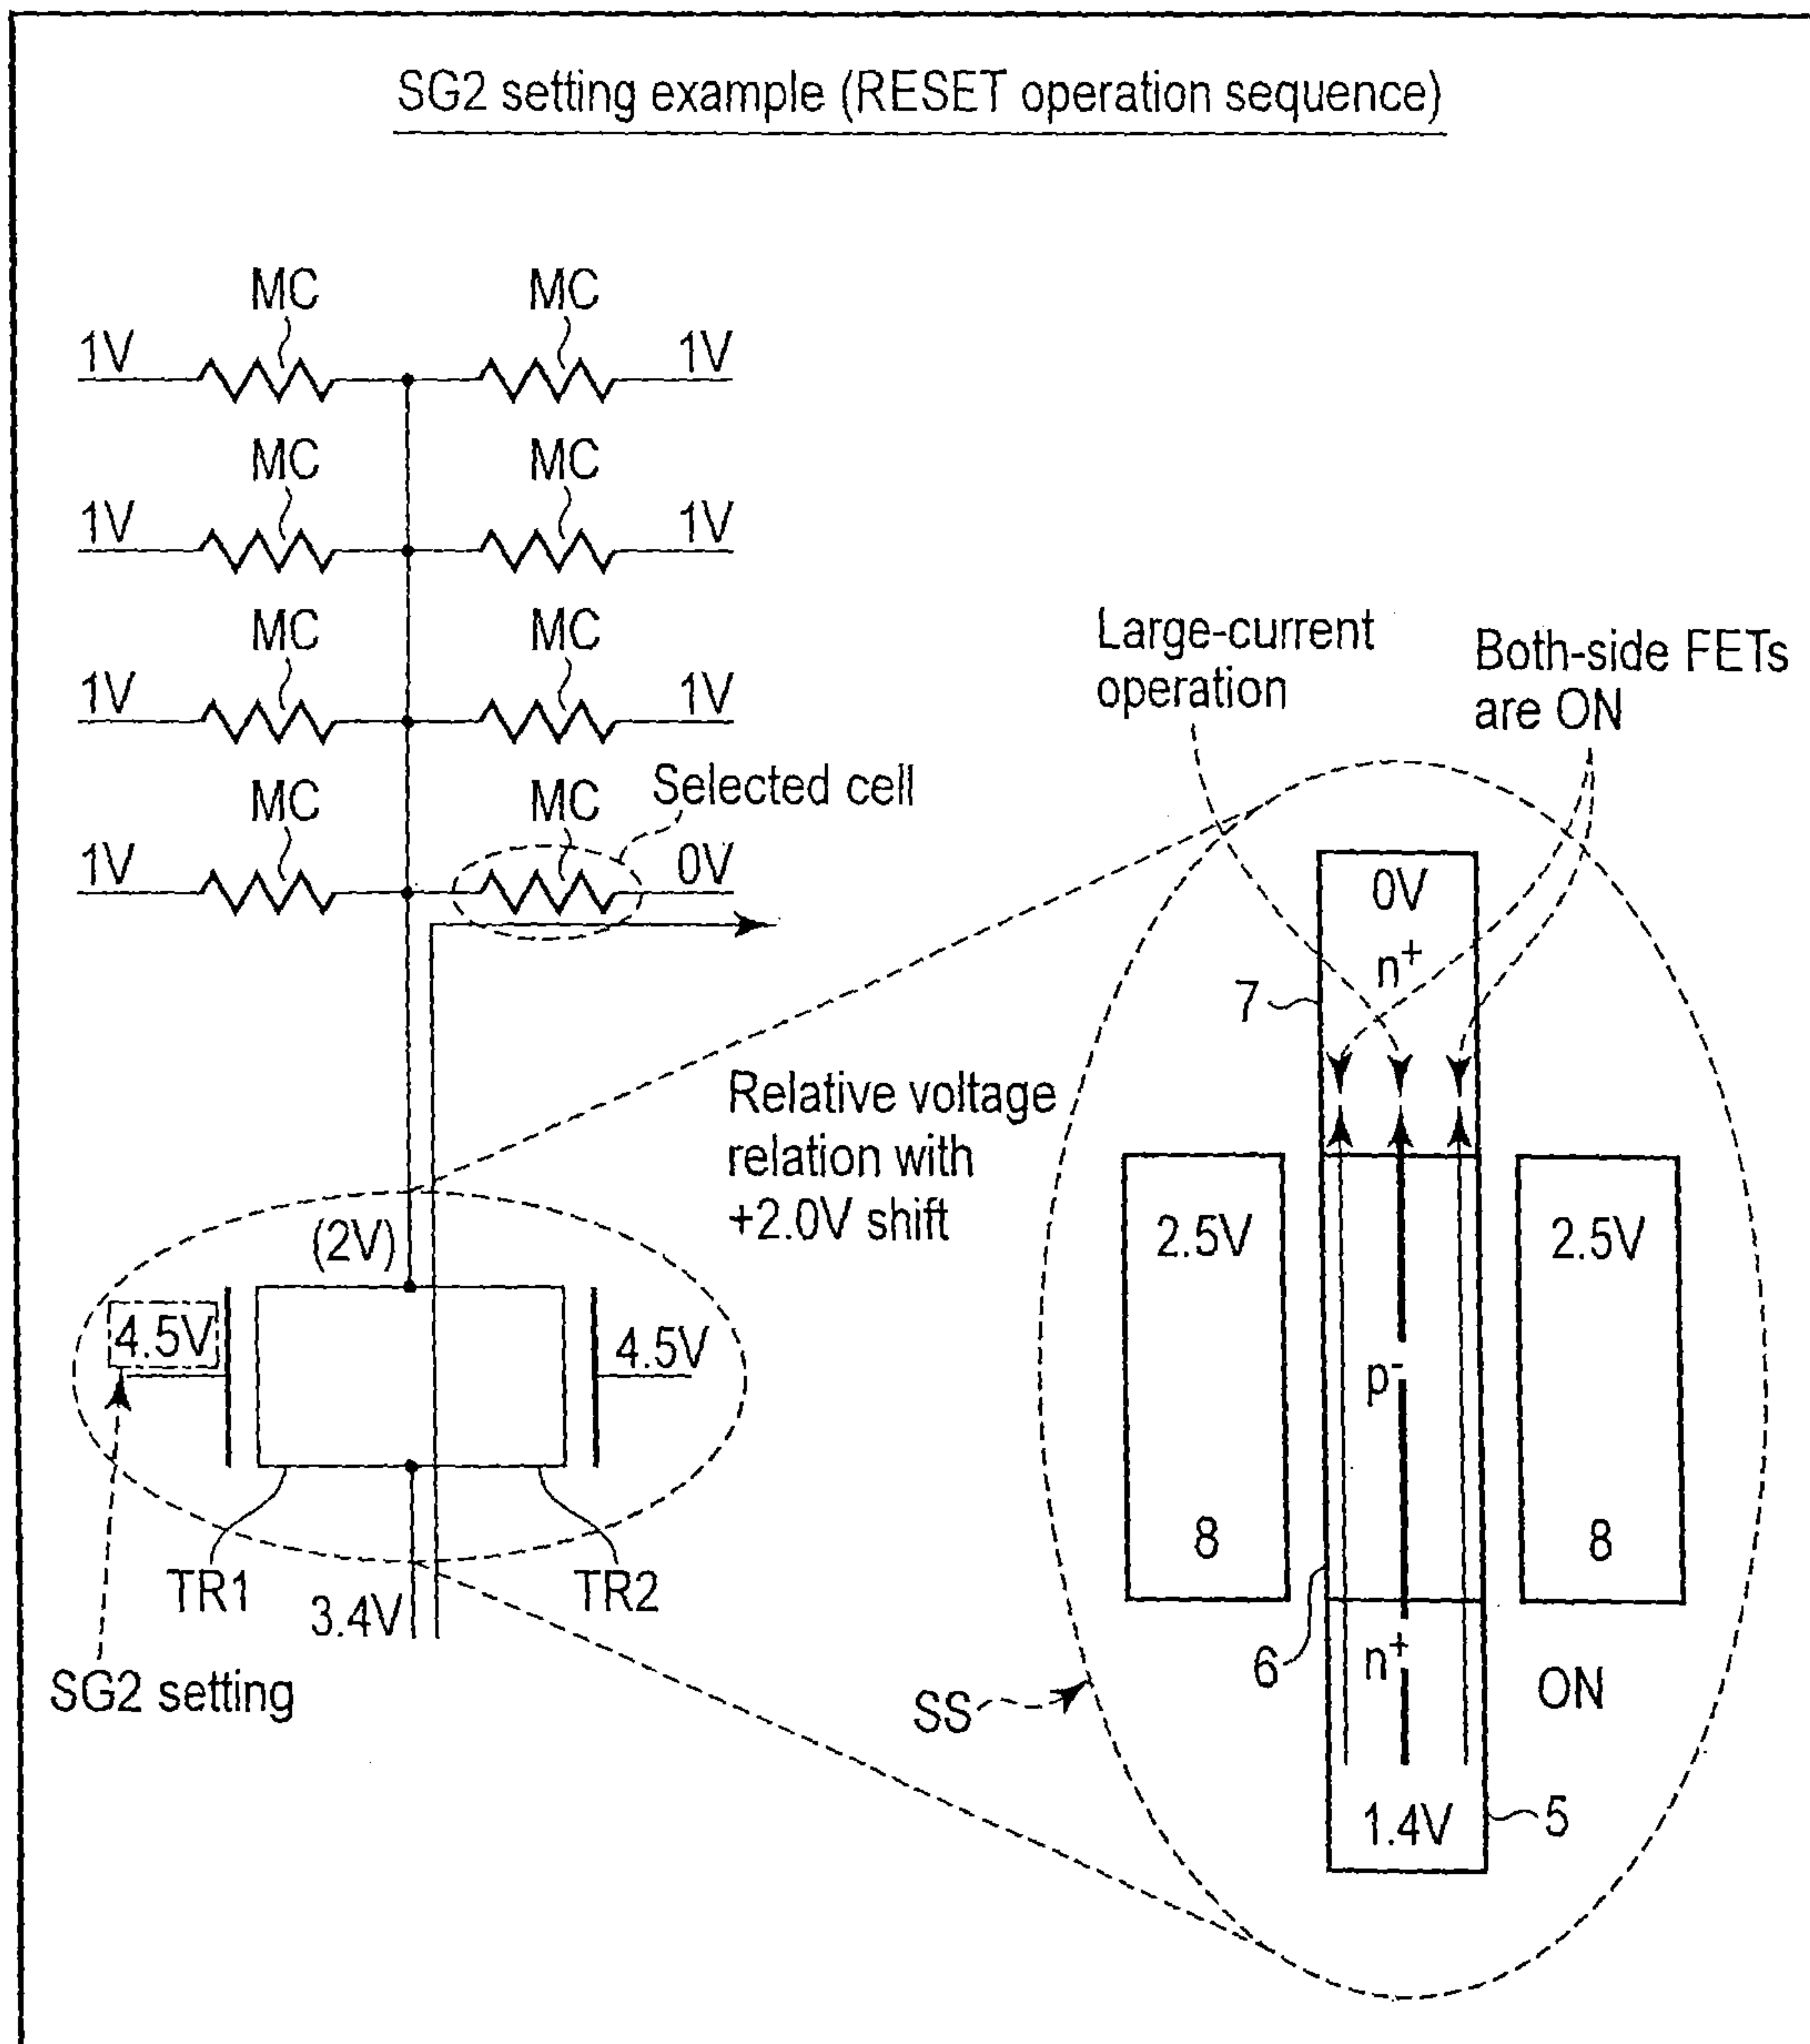 SG2 setting example (RESET operation sequence)
MC MC
1V 1V
MC MC
1V 1V
MC MC
1V 1V
MC MC Selected cell
1V 0V
Large-current
operation
Both-side FETs
are ON
0V
n+
7
Relative voltage
relation with
+2.0V shift
(2V)
4.5V 4.5V
2.5V 2.5V
p-
8 8
TR1 TR2
3.4V
SG2 setting
6
n+
ON
SS
1.4V
5